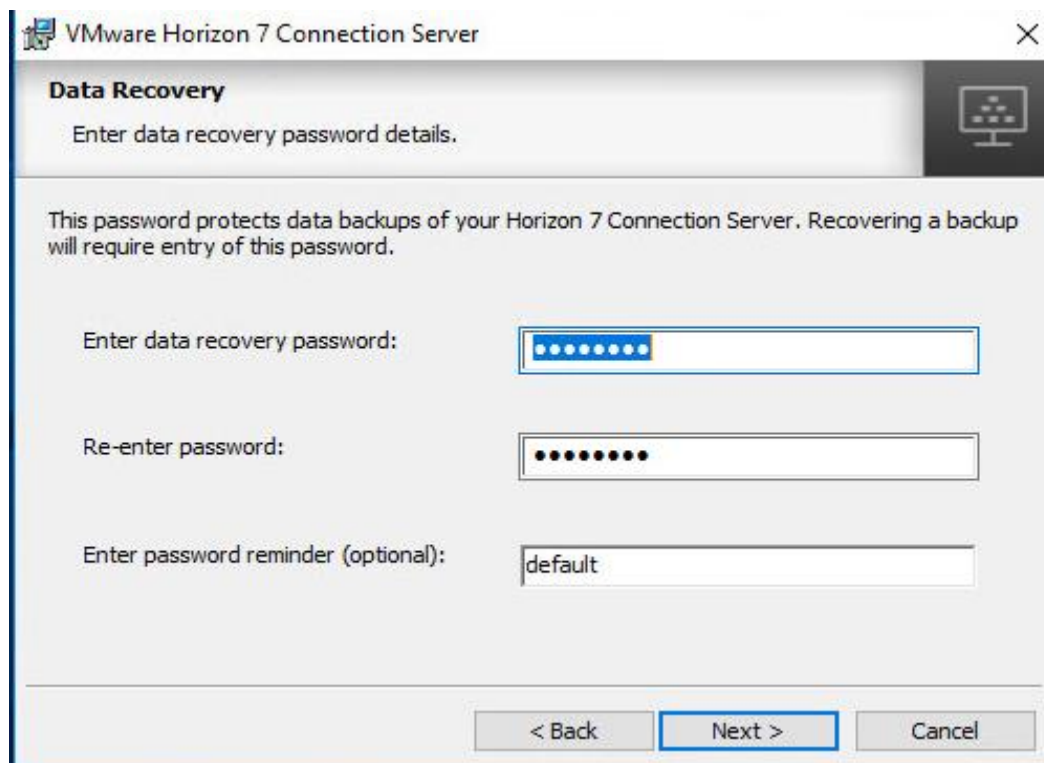 VMware Horizon 7 Connection Server
Data Recovery
Enter data recovery password details.
This password protects data backups of your Horizon 7 Connection Server. Recovering a backup
will require entry of this password.
Enter data recovery password:
●●●●●●●●
Re-enter password:
●●●●●●●●
Enter password reminder (optional):
default
< Back
Next >
Cancel